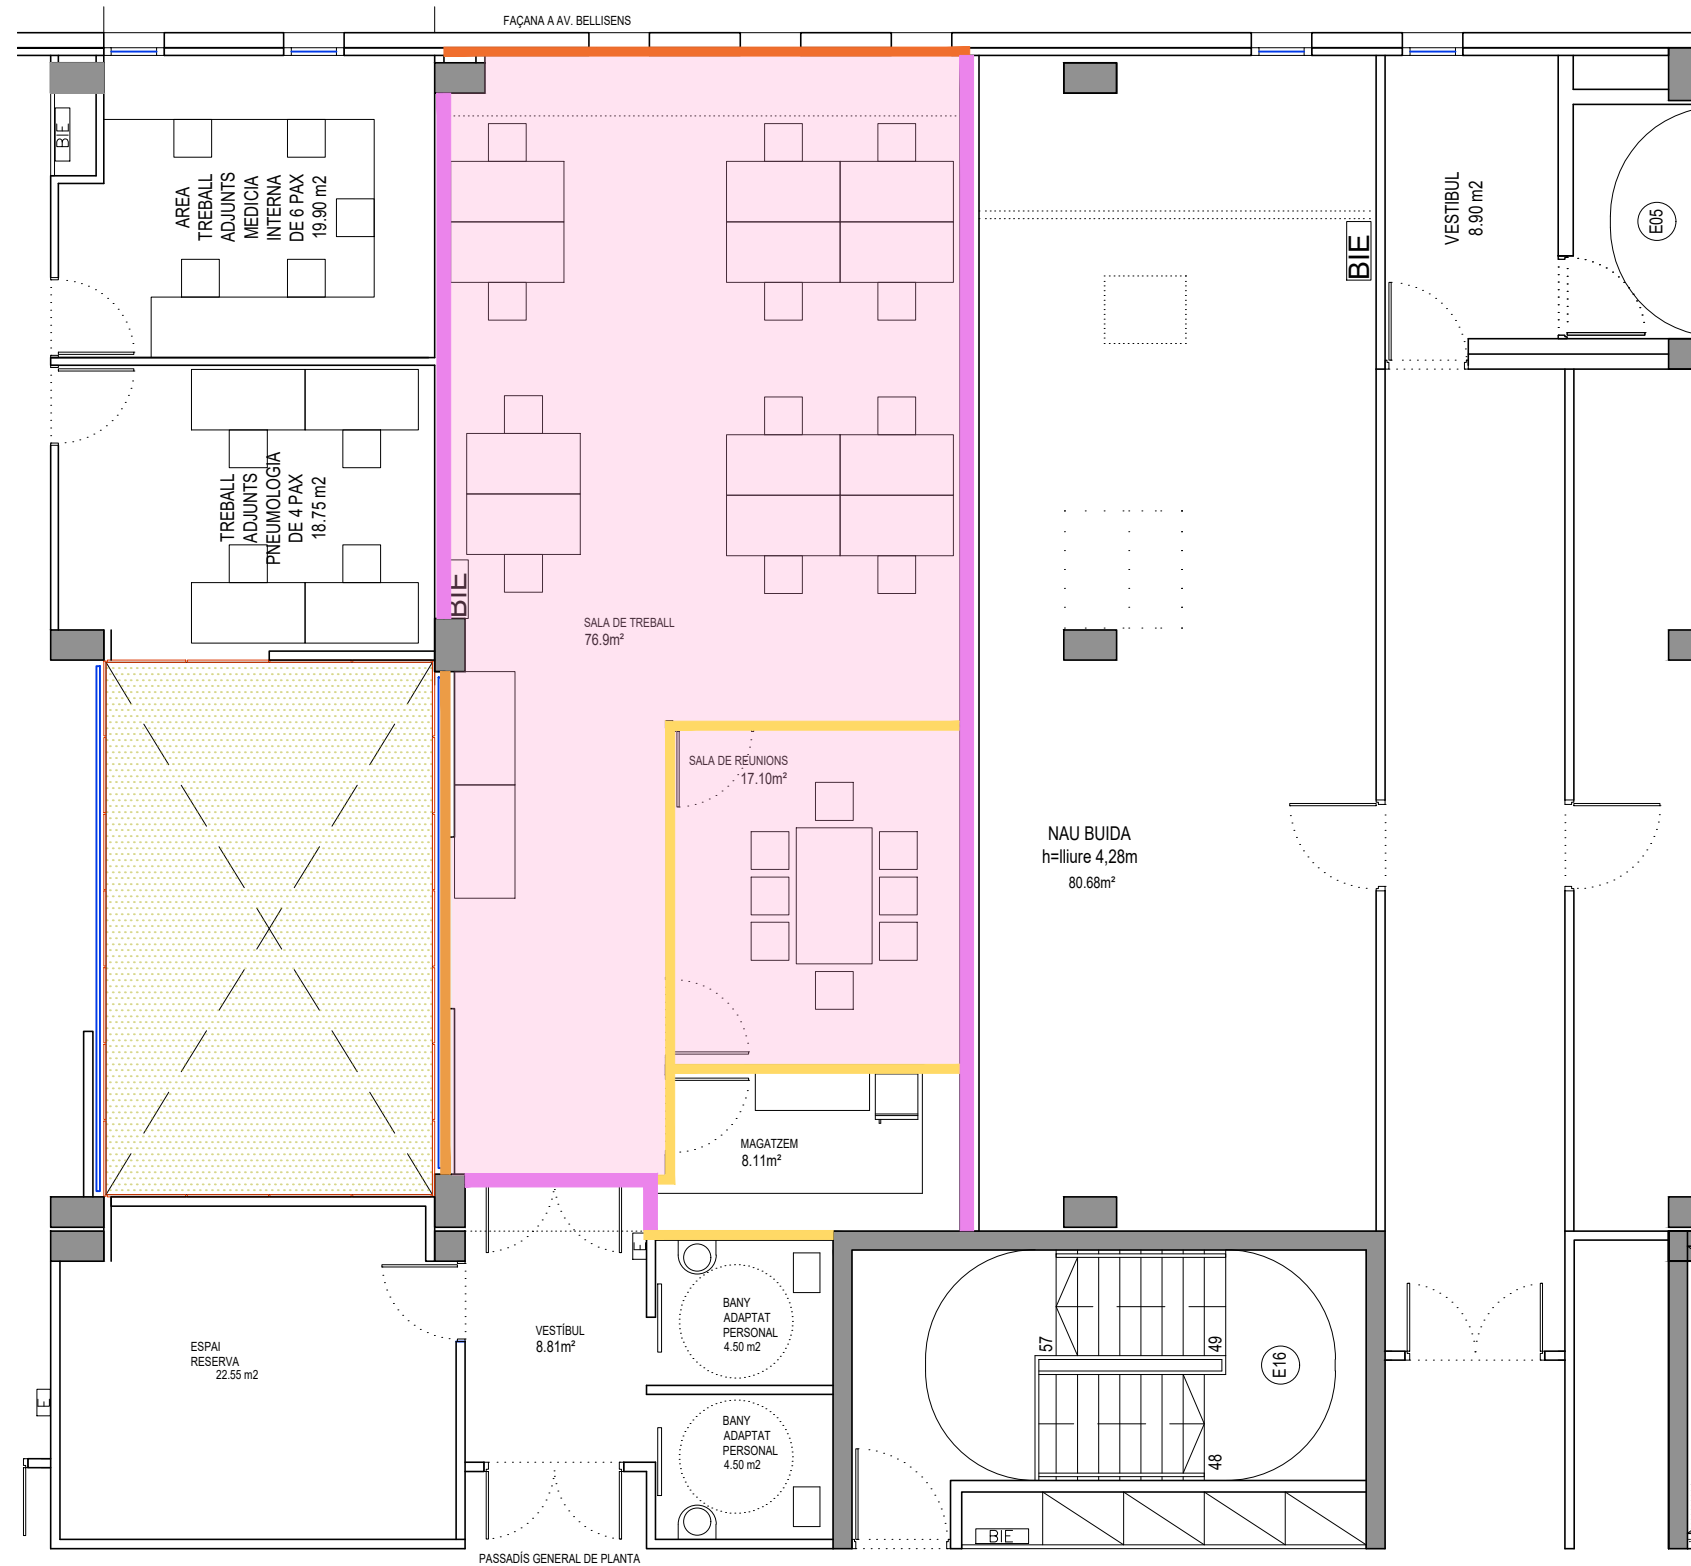 FAÇANA A AV. BELLISENS
BIE
AREA
TREBALL
ADJUNTS
MEDICIA
INTERNA
DE 6 PAX
19.90 m2
TREBALL
ADJUNTS
PNEUMOLOGIA
DE 4 PAX
18.75 m2
BIE
SALA DE TREBALL
76.9m²
SALA DE REUNIONS
17.10m²
MAGATZEM
8.11m²
NAU BUIDA
h=lliure 4,28m
80.68m²
BIE
VESTIBUL
8.90 m2
E05
ESPAI
RESERVA
22.55 m2
VESTÍBUL
8.81m²
BANY
ADAPTAT
PERSONAL
4.50 m2
BANY
ADAPTAT
PERSONAL
4.50 m2
57
49
48
E16
BIE
PASSADÍS GENERAL DE PLANTA